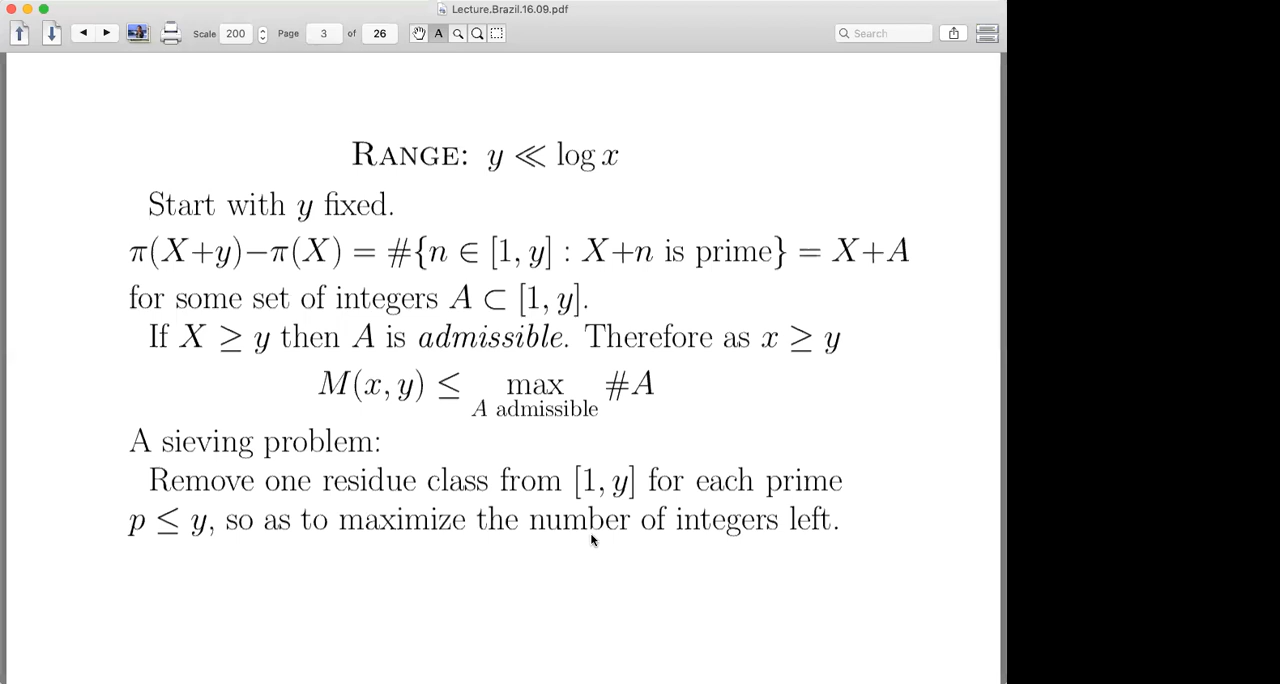 Lecture.Brazil.16.09.pdf
Scale 200 Page 3 of 26 A Search
RANGE: y ≪ log x
Start with y fixed.
π(X+y)−π(X) = #{n ∈ [1, y] : X+n is prime} = X+A
for some set of integers A ⊂ [1, y].
If X ≥ y then A is admissible. Therefore as x ≥ y
M(x, y) ≤ max #A
A admissible
A sieving problem:
Remove one residue class from [1, y] for each prime
p ≤ y, so as to maximize the number of integers left.